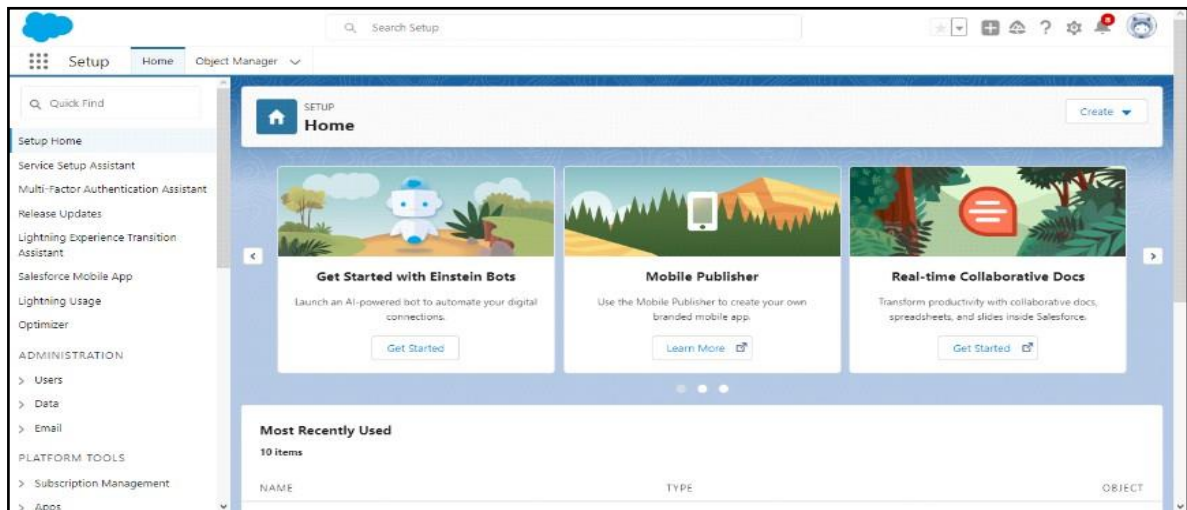 Search Setup
8
Setup
Home
Object Manager
Quick Find
Setup Home
Service Setup Assistant
Multi-Factor Authentication Assistant
Release Updates
Lightning Experience Transition
Assistant
Salesforce Mobile App
Lightning Usage
Optimizer
ADMINISTRATION
Users
Data
Email
PLATFORM TOOLS
Subscription Management
Apps
SETUP
Home
Create
Get Started with Einstein Bots
Launch an AI-powered bot to automate your digital
connections.
Get Started
Mobile Publisher
Use the Mobile Publisher to create your own
branded mobile app.
Learn More
Real-time Collaborative Docs
Transform productivity with collaborative docs,
spreadsheets, and slides inside Salesforce.
Get Started
Most Recently Used
10 items
NAME
TYPE
OBJECT